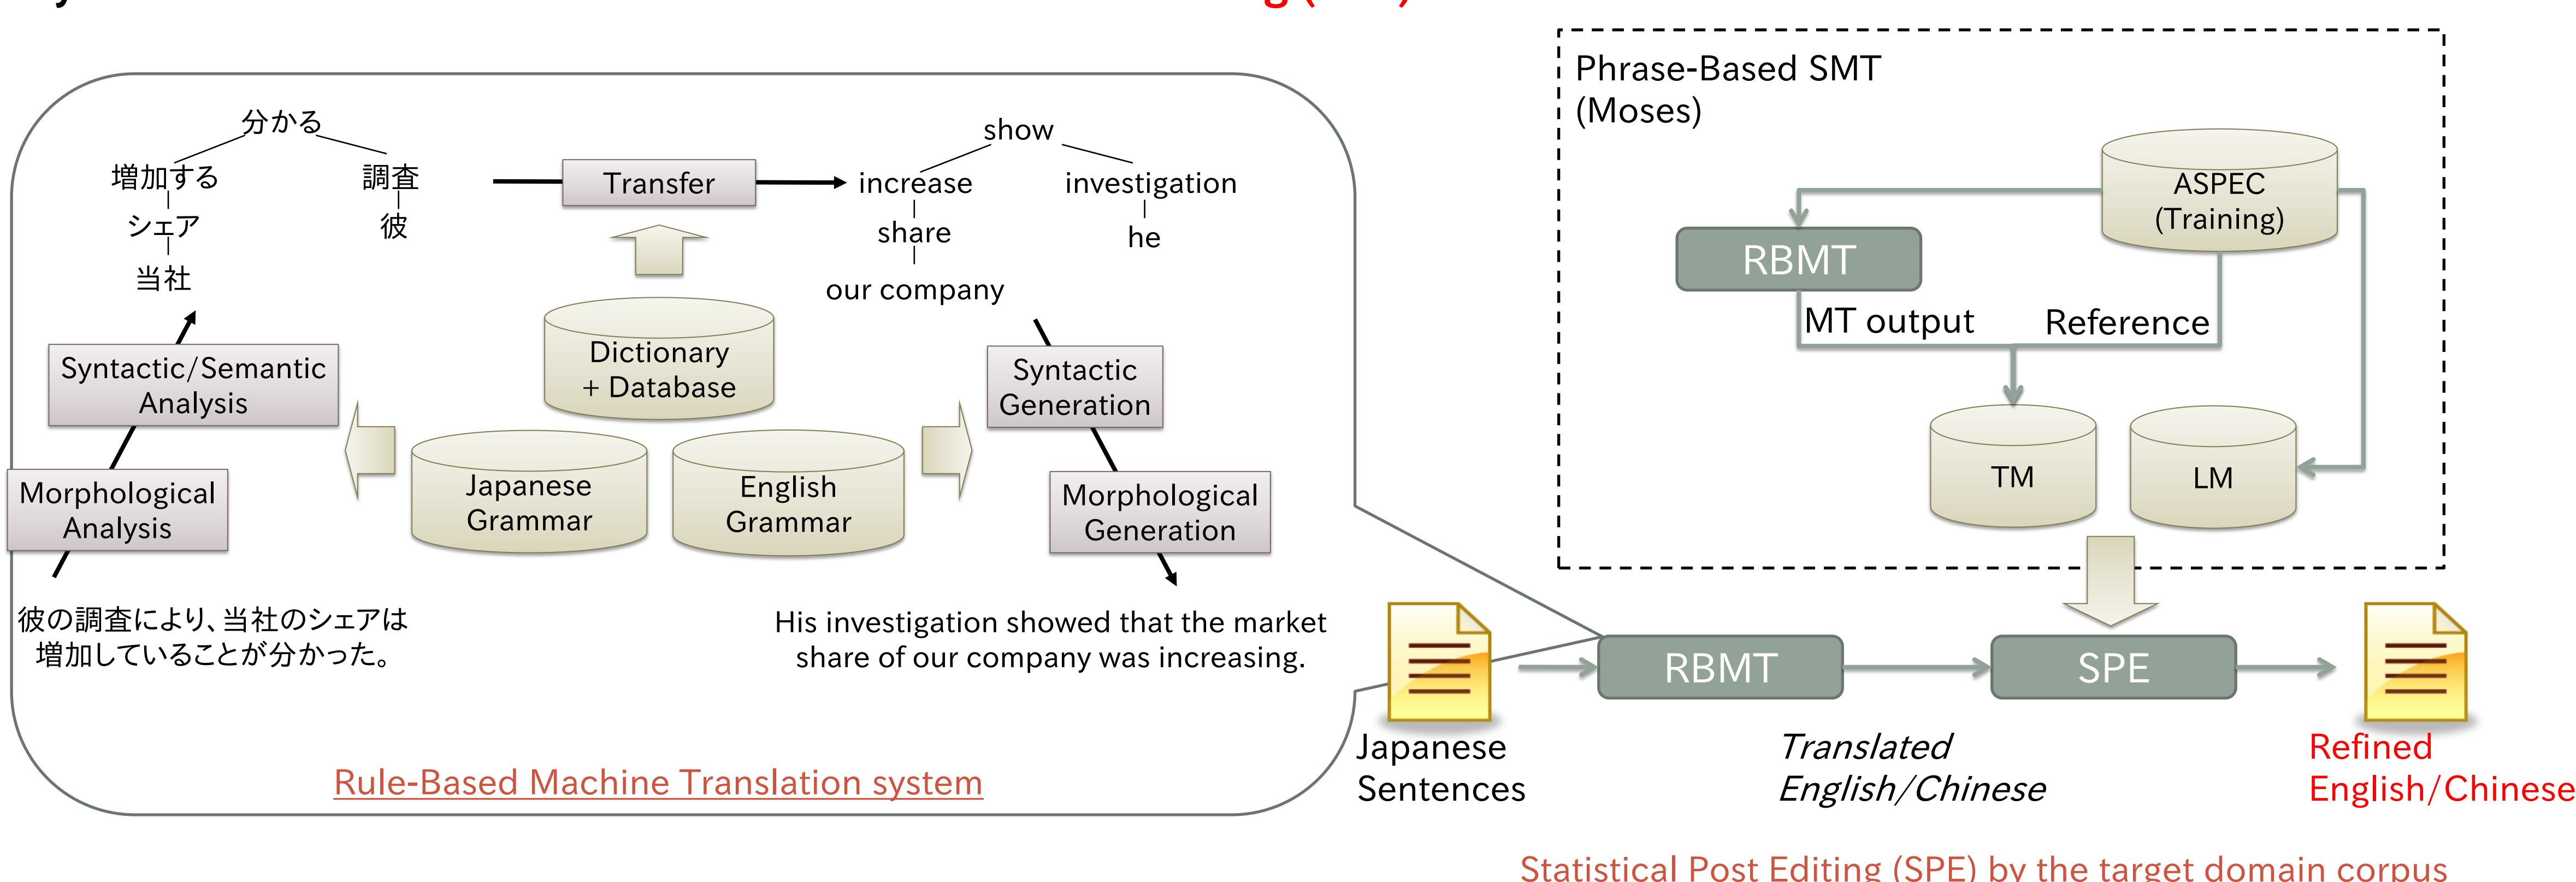 分かる
増加する
調査
シェア
彼
当社
Transfer
show
increase
investigation
share
he
our company
Dictionary
+ Database
Syntactic/Semantic
Analysis
Morphological
Analysis
Japanese
Grammar
English
Grammar
Syntactic
Generation
Morphological
Generation
彼の調査により、当社のシェアは
増加していることが分かった。
His investigation showed that the market
share of our company was increasing.
Rule-Based Machine Translation system
Phrase-Based SMT
(Moses)
ASPEC
(Training)
RBMT
MT output
Reference
TM
LM
RBMT
SPE
Japanese
Sentences
Translated
English/Chinese
Refined
English/Chinese
Statistical Post Editing (SPE) by the target domain corpus